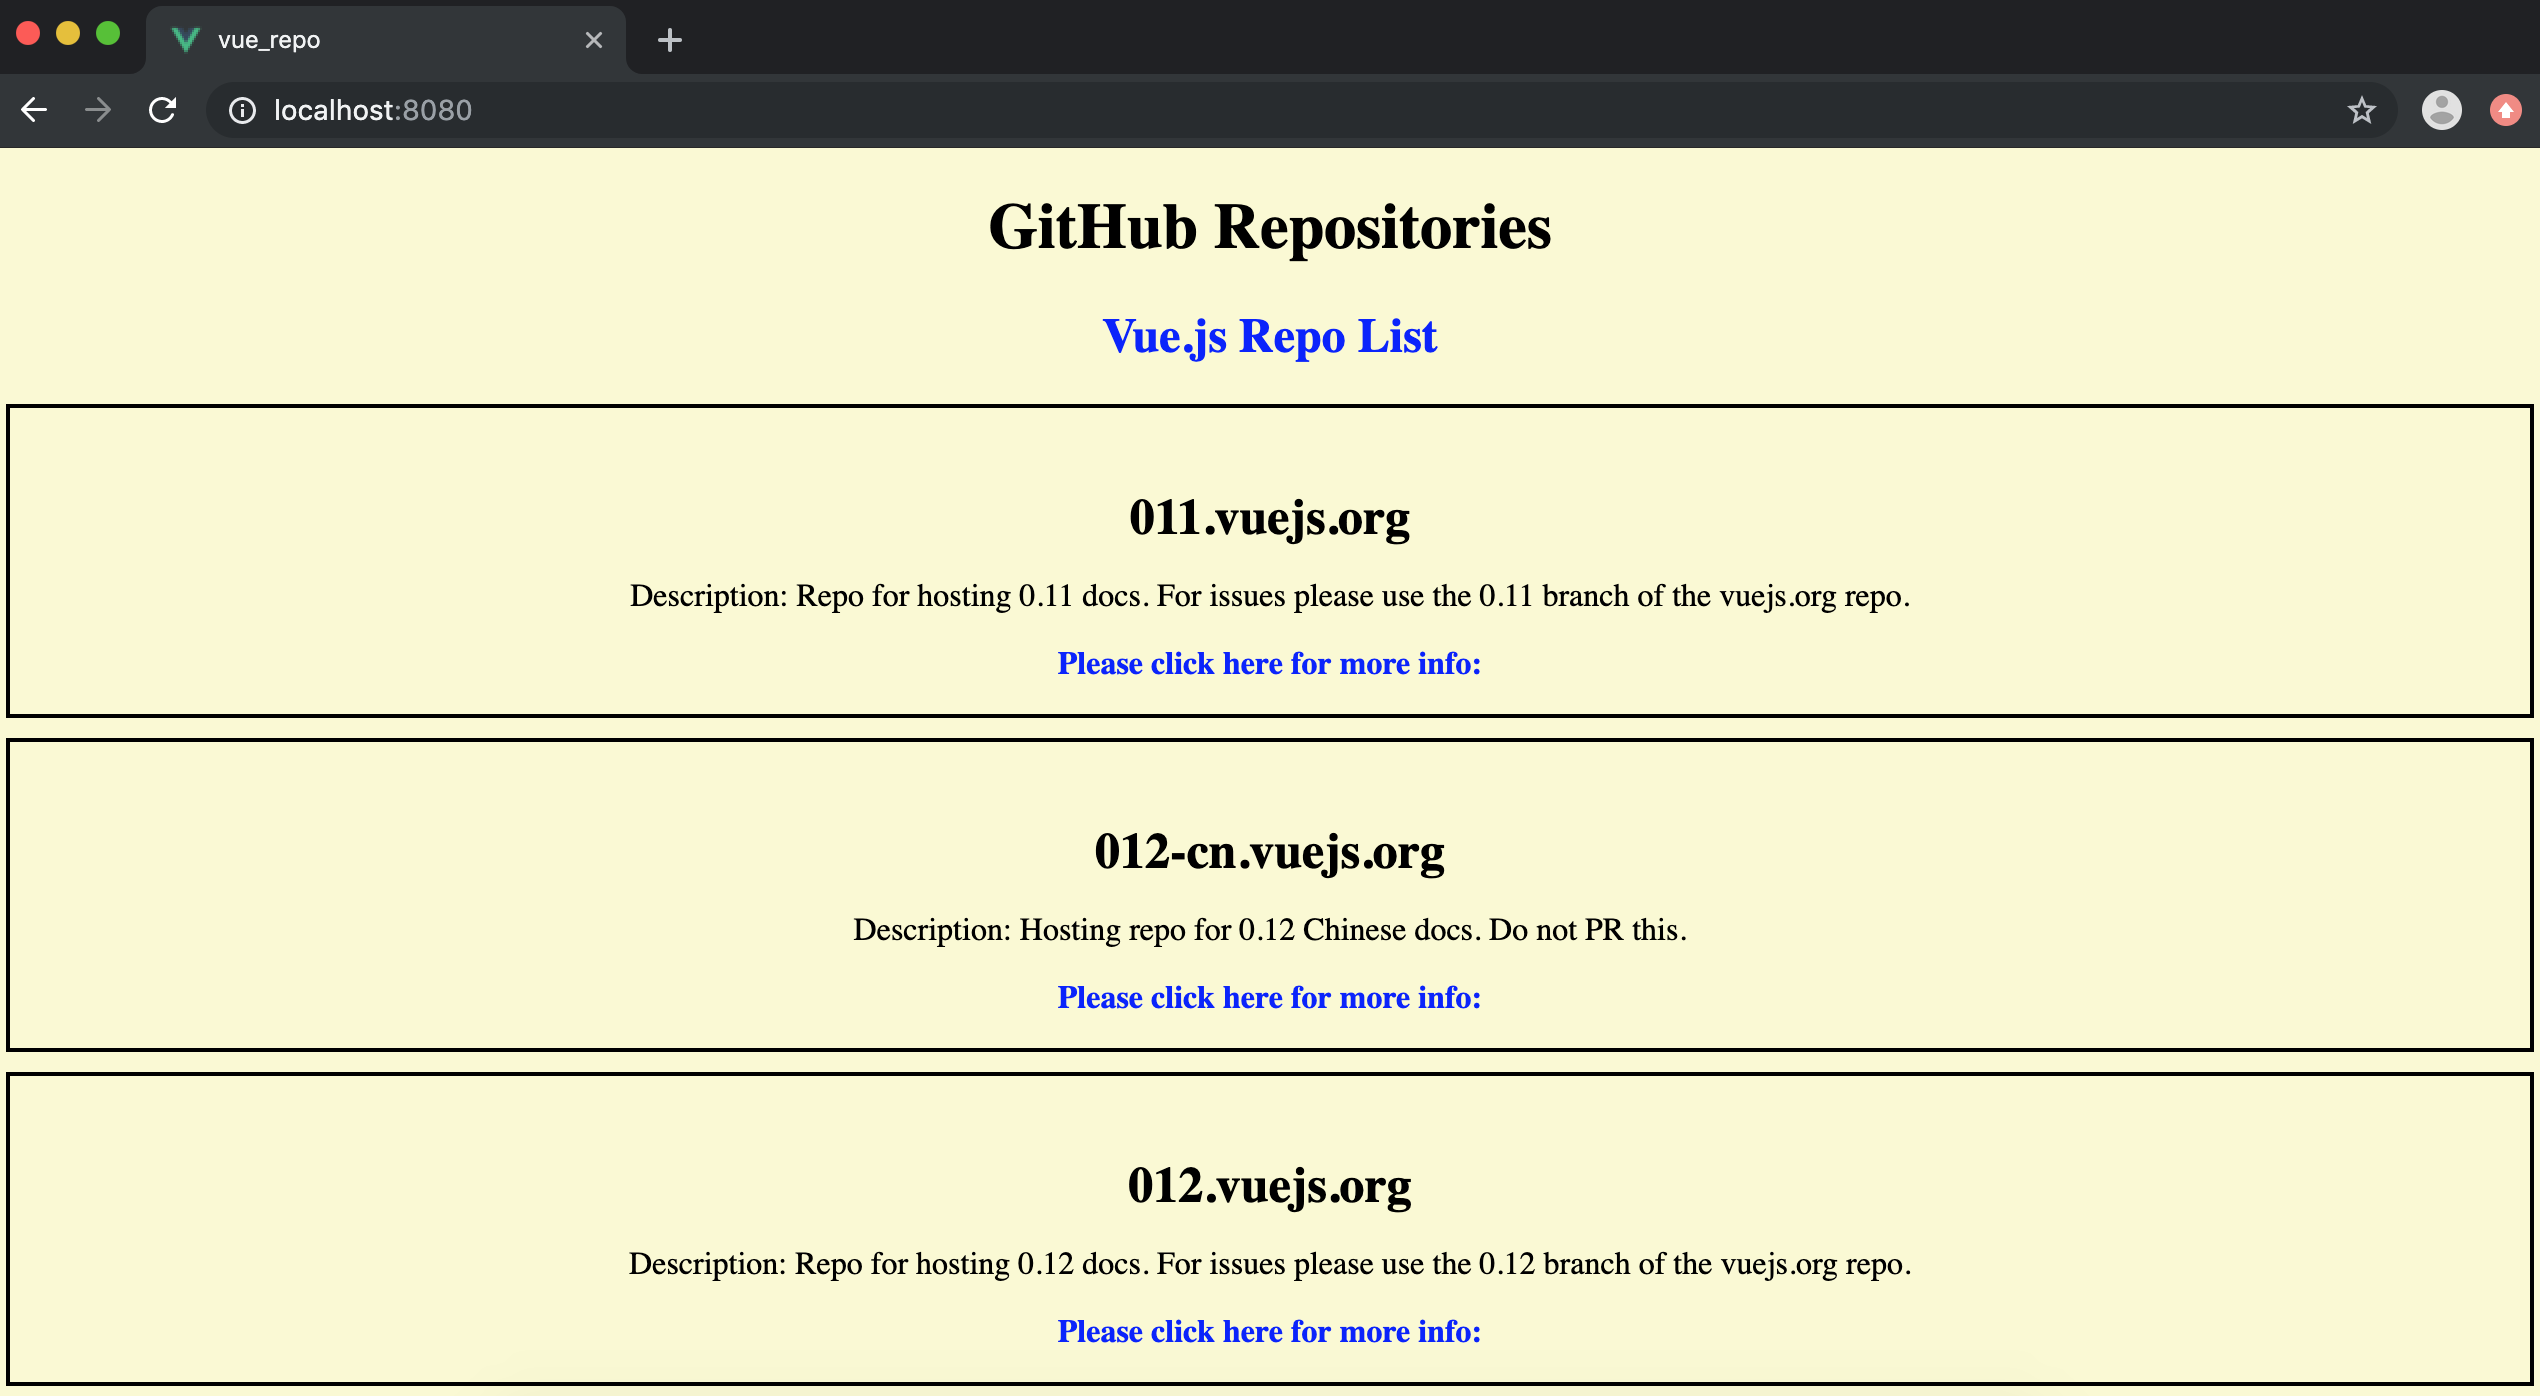 vue_repo
localhost:8080
GitHub Repositories
Vue.js Repo List
011.vuejs.org
Description: Repo for hosting 0.11 docs. For issues please use the 0.11 branch of the vuejs.org repo.
Please click here for more info:
012-cn.vuejs.org
Description: Hosting repo for 0.12 Chinese docs. Do not PR this.
Please click here for more info:
012.vuejs.org
Description: Repo for hosting 0.12 docs. For issues please use the 0.12 branch of the vuejs.org repo.
Please click here for more info: